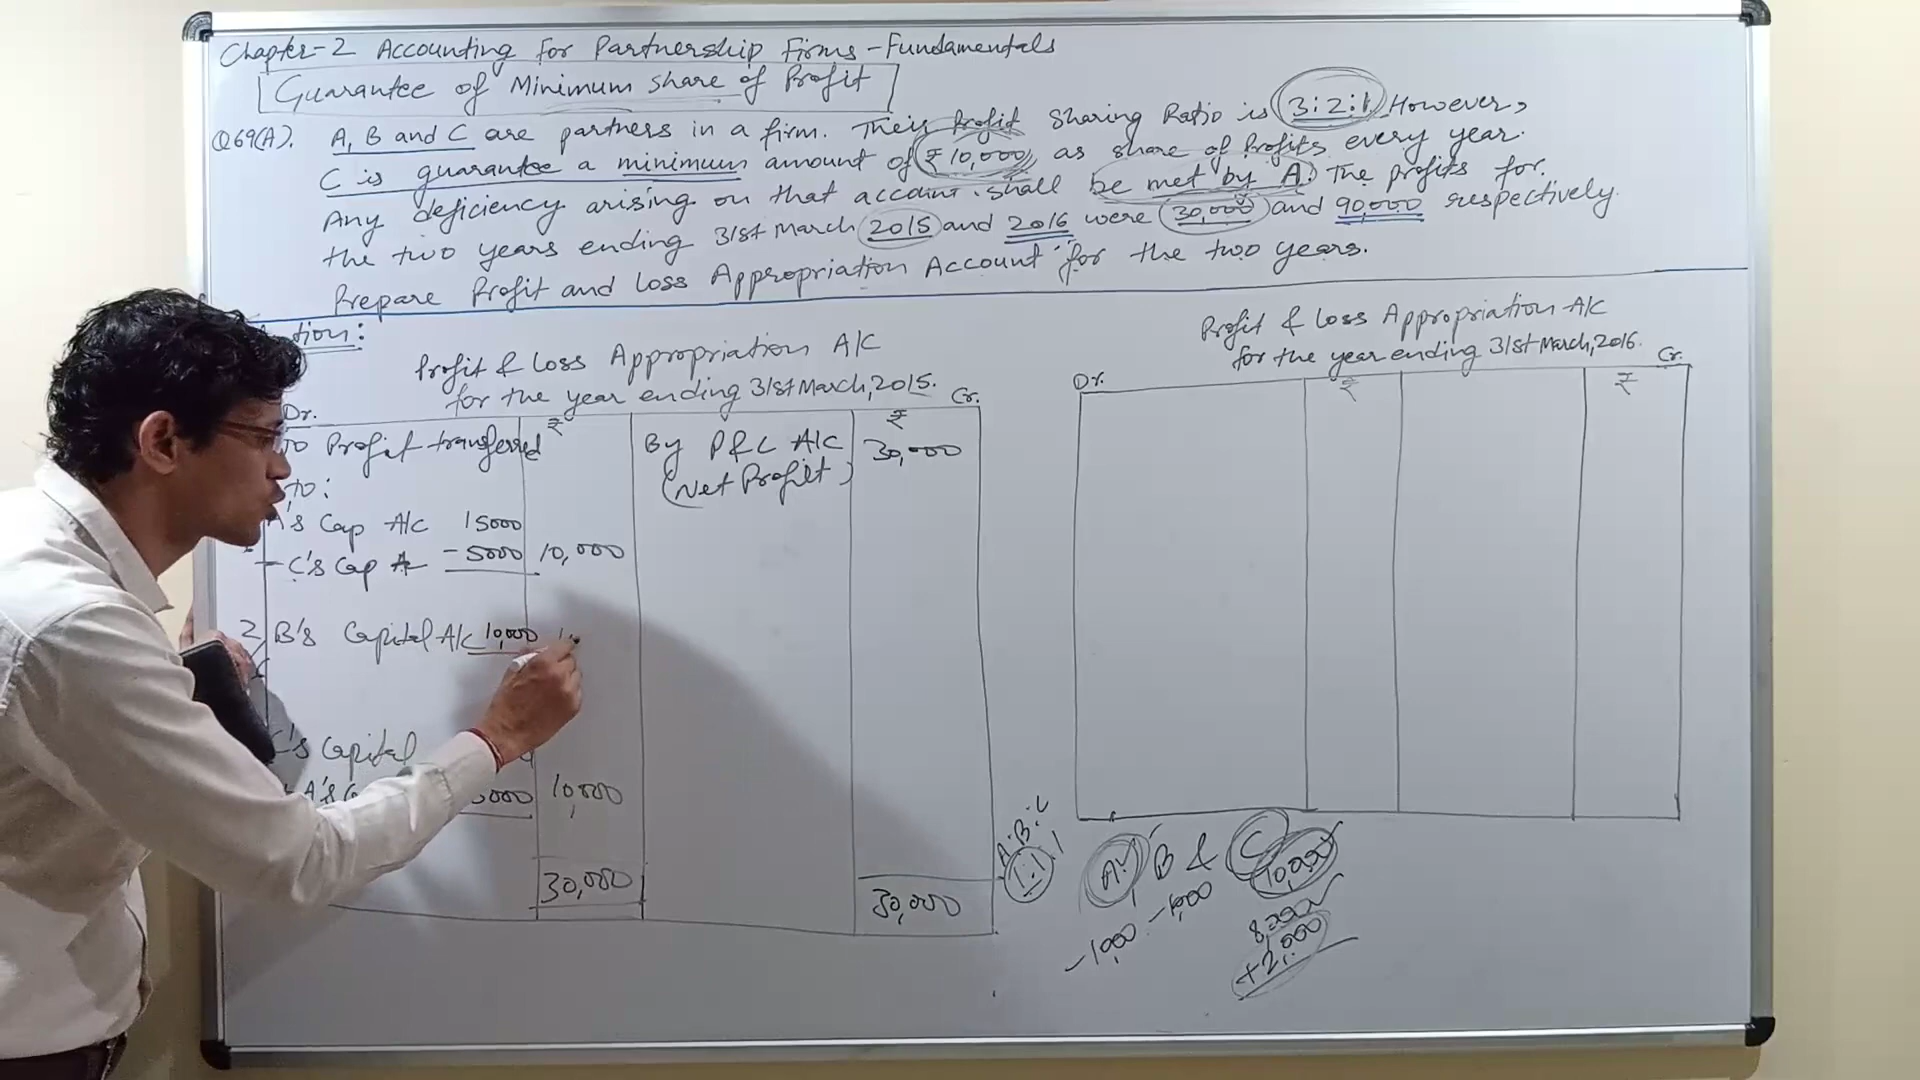 Chapter-2 Accounting for Partnership Firms-Fundamentals
Guarantee of Minimum Share of Profit
Q69(A). A, B and C are partners in a firm. Their Profit Sharing Ratio is 3:2:1. However,
C is guarantee a minimum amount of ₹10,000, as share of Profits every year.
Any deficiency arising on that account shall be met by A. The profits for
the two years ending 31st March 2015 and 2016 were 30,000 and 90,000 respectively.
Prepare Profit and Loss Appropriation Account for the two years.
tion:
Profit & Loss Appropriation A/C
for the year ending 31st March, 2015.
Dr. Cr.
₹ ₹
To Profit transferred By P&L A/C 30,000
to: (Net Profit)
A's Cap A/C 15000
- C's Cap A -5000 10,000
2 B's Capital A/C 10,000
C's Capital
A's 5000 10,000
30,000 30,000
Profit & Loss Appropriation A/C
for the year ending 31st March, 2016.
Dr. Cr.
₹ ₹
A:B:
1:1
A, B & C 10,000
-1,000 -1,000 8,000
+2,000